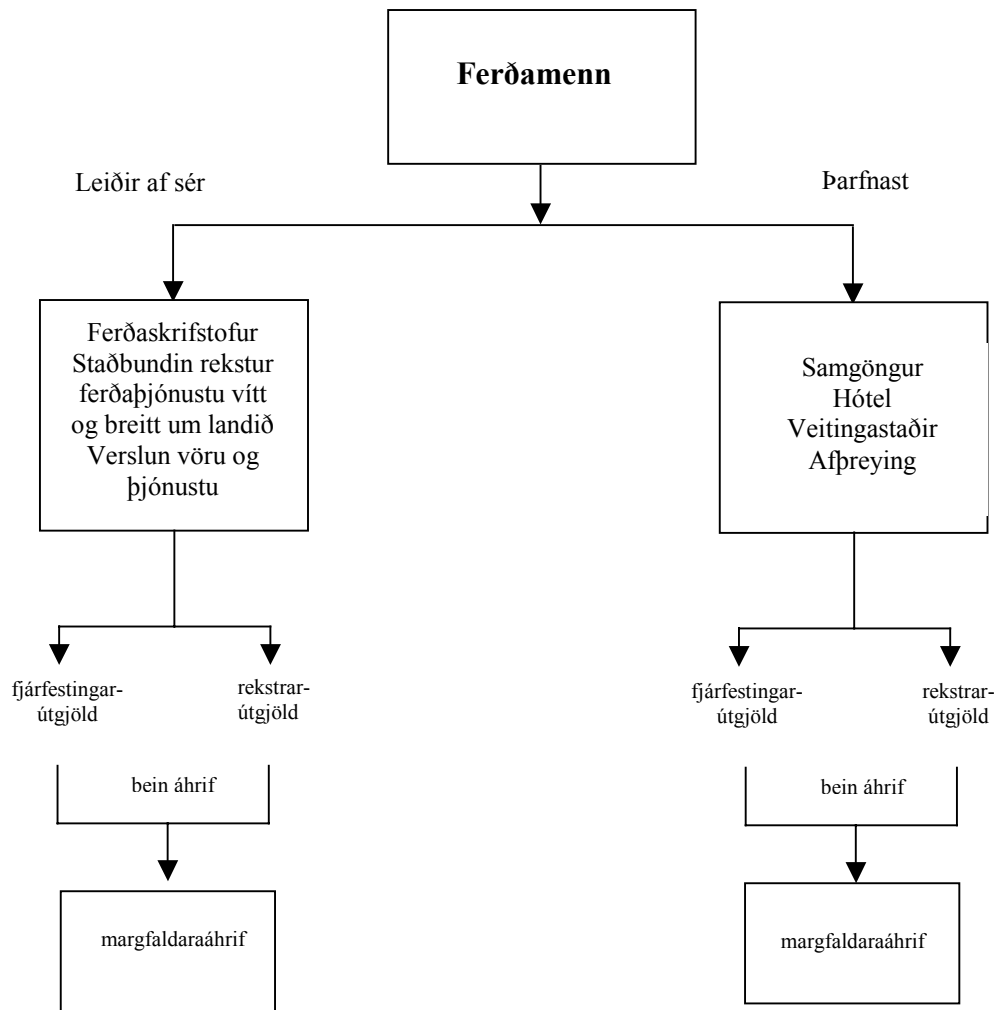 Ferðamenn
Leiðir af sér
Þarfnast
Ferðaskrifstofur
Staðbundin rekstur
ferðaþjónustu vítt
og breitt um landið
Verslun vöru og
þjónustu
Samgöngur
Hótel
Veitingastaðir
Afþreying
fjárfestingar-
útgjöld
rekstrar-
útgjöld
fjárfestingar-
útgjöld
rekstrar-
útgjöld
bein áhrif
bein áhrif
margfaldaraáhrif
margfaldaraáhrif